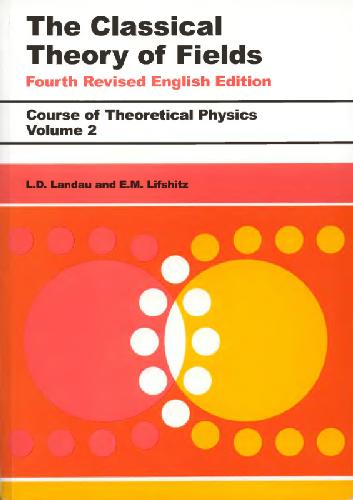 The Classical
Theory of Fields
Fourth Revised English Edition
Course of Theoretical Physics
Volume 2
L.D. Landau and E.M. Lifshitz